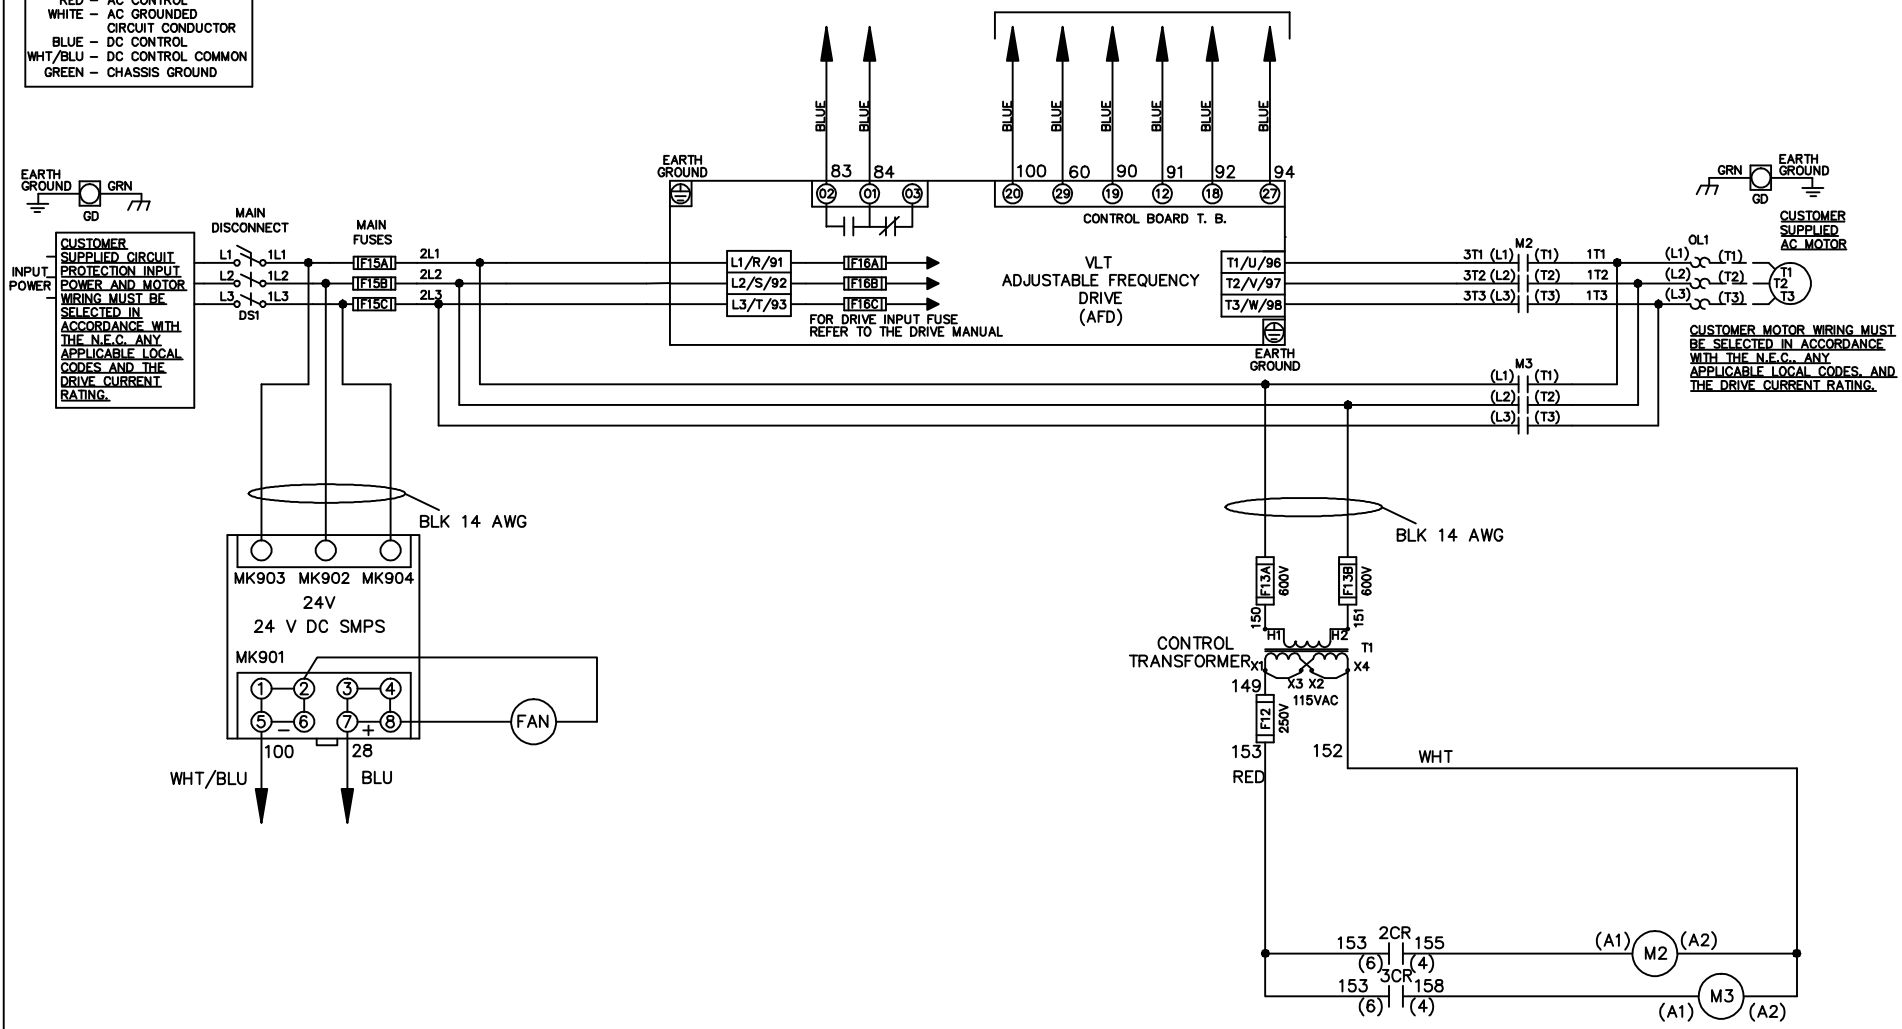 RED – AC CONTROL
WHITE – AC GROUNDED
CIRCUIT CONDUCTOR
BLUE – DC CONTROL
WHT/BLU – DC CONTROL COMMON
GREEN – CHASSIS GROUND
BLUE
BLUE
BLUE
BLUE
BLUE
BLUE
BLUE
BLUE
EARTH
GROUND
GRN
GD
MAIN
DISCONNECT
MAIN
FUSES
INPUT
POWER
CUSTOMER
SUPPLIED CIRCUIT
PROTECTION INPUT
POWER AND MOTOR
WIRING MUST BE
SELECTED IN
ACCORDANCE WITH
THE N.E.C. ANY
APPLICABLE LOCAL
CODES AND THE
DRIVE CURRENT
RATING.
L1 1L1
L2 1L2
L3 1L3
DS1
F15A
F15B
F15C
2L1
2L2
2L3
EARTH
GROUND
83 84
02 01 03
100 60 90 91 92 94
20 29 19 12 18 27
CONTROL BOARD T. B.
L1/R/91
L2/S/92
L3/T/93
F16A
F16B
F16C
FOR DRIVE INPUT FUSE
REFER TO THE DRIVE MANUAL
VLT
ADJUSTABLE FREQUENCY
DRIVE
(AFD)
T1/U/96
T2/V/97
T3/W/98
EARTH
GROUND
M2
3T1 (L1) (T1) 1T1
3T2 (L2) (T2) 1T2
3T3 (L3) (T3) 1T3
M3
(L1) (T1)
(L2) (T2)
(L3) (T3)
OL1
(L1) (T1)
(L2) (T2)
(L3) (T3)
T1
T2
T3
GRN
EARTH
GROUND
GD
CUSTOMER
SUPPLIED
AC MOTOR
CUSTOMER MOTOR WIRING MUST
BE SELECTED IN ACCORDANCE
WITH THE N.E.C., ANY
APPLICABLE LOCAL CODES, AND
THE DRIVE CURRENT RATING.
BLK 14 AWG
MK903 MK902 MK904
24V
24 V DC SMPS
MK901
1 2 3 4
5 – 6 7 + 8
FAN
100 28
WHT/BLU BLU
BLK 14 AWG
F13A
600V
F13B
600V
150
151
H1 H2
T1
CONTROL
TRANSFORMER
X1 X4
X3 X2
149
115VAC
F12
250V
153 152
RED
WHT
2CR
153 155
(6) (4)
(A1) M2 (A2)
3CR
153 158
(6) (4)
(A1) M3 (A2)